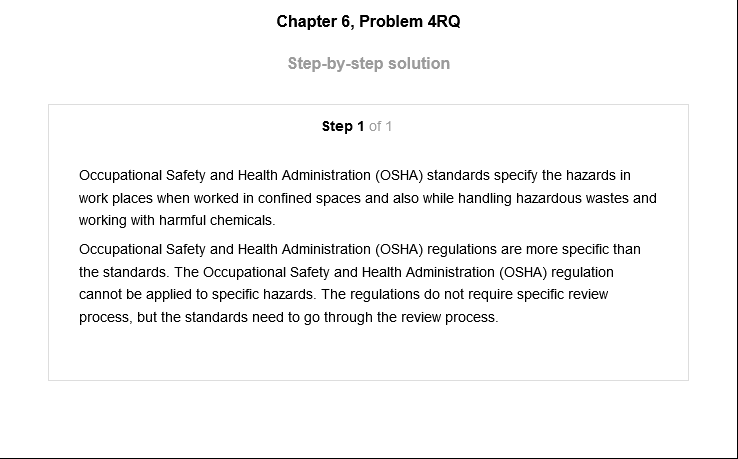 Chapter 6, Problem 4RQ
Step-by-step solution
Step 1 of 1
Occupational Safety and Health Administration (OSHA) standards specify the hazards in
work places when worked in confined spaces and also while handling hazardous wastes and
working with harmful chemicals.
Occupational Safety and Health Administration (OSHA) regulations are more specific than
the standards. The Occupational Safety and Health Administration (OSHA) regulation
cannot be applied to specific hazards. The regulations do not require specific review
process, but the standards need to go through the review process.